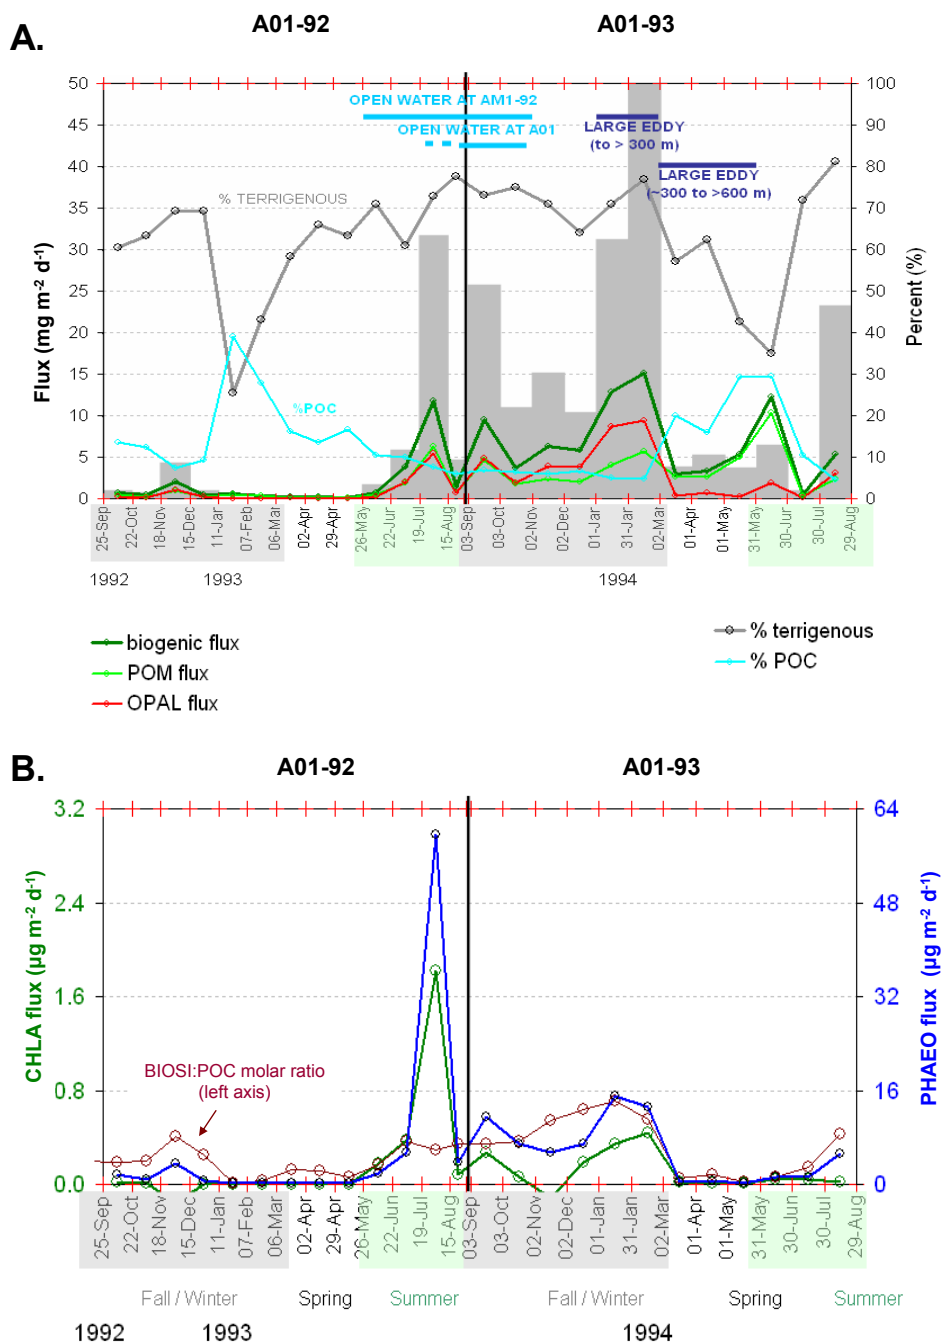 A01-92
A01-93
A.
50
45
40
35
30
25
20
15
10
5
0
Flux (mg m-2 d-1)
100
90
80
70
60
50
40
30
20
10
0
Percent (%)
OPEN WATER AT AM1-92
OPEN WATER AT A01
LARGE EDDY
(to > 300 m)
LARGE EDDY
(~300 to >600 m)
% TERRIGENOUS
%POC
25-Sep
22-Oct
18-Nov
15-Dec
11-Jan
07-Feb
06-Mar
02-Apr
29-Apr
26-May
22-Jun
19-Jul
15-Aug
03-Sep
03-Oct
02-Nov
02-Dec
01-Jan
31-Jan
02-Mar
01-Apr
01-May
31-May
30-Jun
30-Jul
29-Aug
1992
1993
1994
biogenic flux
POM flux
OPAL flux
% terrigenous
% POC
B.
A01-92
A01-93
3.2
2.4
1.6
0.8
0.0
CHLA flux (µg m-2 d-1)
64
48
32
16
0
PHAEO flux (µg m-2 d-1)
BIOSI:POC molar ratio
(left axis)
25-Sep
22-Oct
18-Nov
15-Dec
11-Jan
07-Feb
06-Mar
02-Apr
29-Apr
26-May
22-Jun
19-Jul
15-Aug
03-Sep
03-Oct
02-Nov
02-Dec
01-Jan
31-Jan
02-Mar
01-Apr
01-May
31-May
30-Jun
30-Jul
29-Aug
Fall / Winter
Spring
Summer
Fall / Winter
Spring
Summer
1992
1993
1994